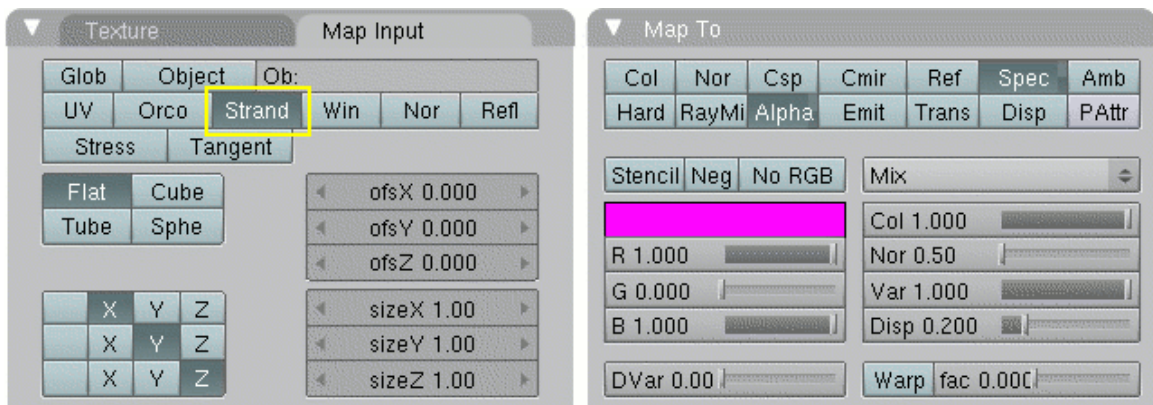 Texture Map Input
Glob Object Ob:
UV Orco Strand Win Nor Refl
Stress Tangent
Flat Cube
Tube Sphe
ofsX 0.000
ofsY 0.000
ofsZ 0.000
X Y Z
X Y Z
X Y Z
sizeX 1.00
sizeY 1.00
sizeZ 1.00
Map To
Col Nor Csp Cmir Ref Spec Amb
Hard RayMi Alpha Emit Trans Disp PAttr
Stencil Neg No RGB
R 1.000
G 0.000
B 1.000
DVar 0.00
Mix
Col 1.000
Nor 0.50
Var 1.000
Disp 0.200
Warp fac 0.000